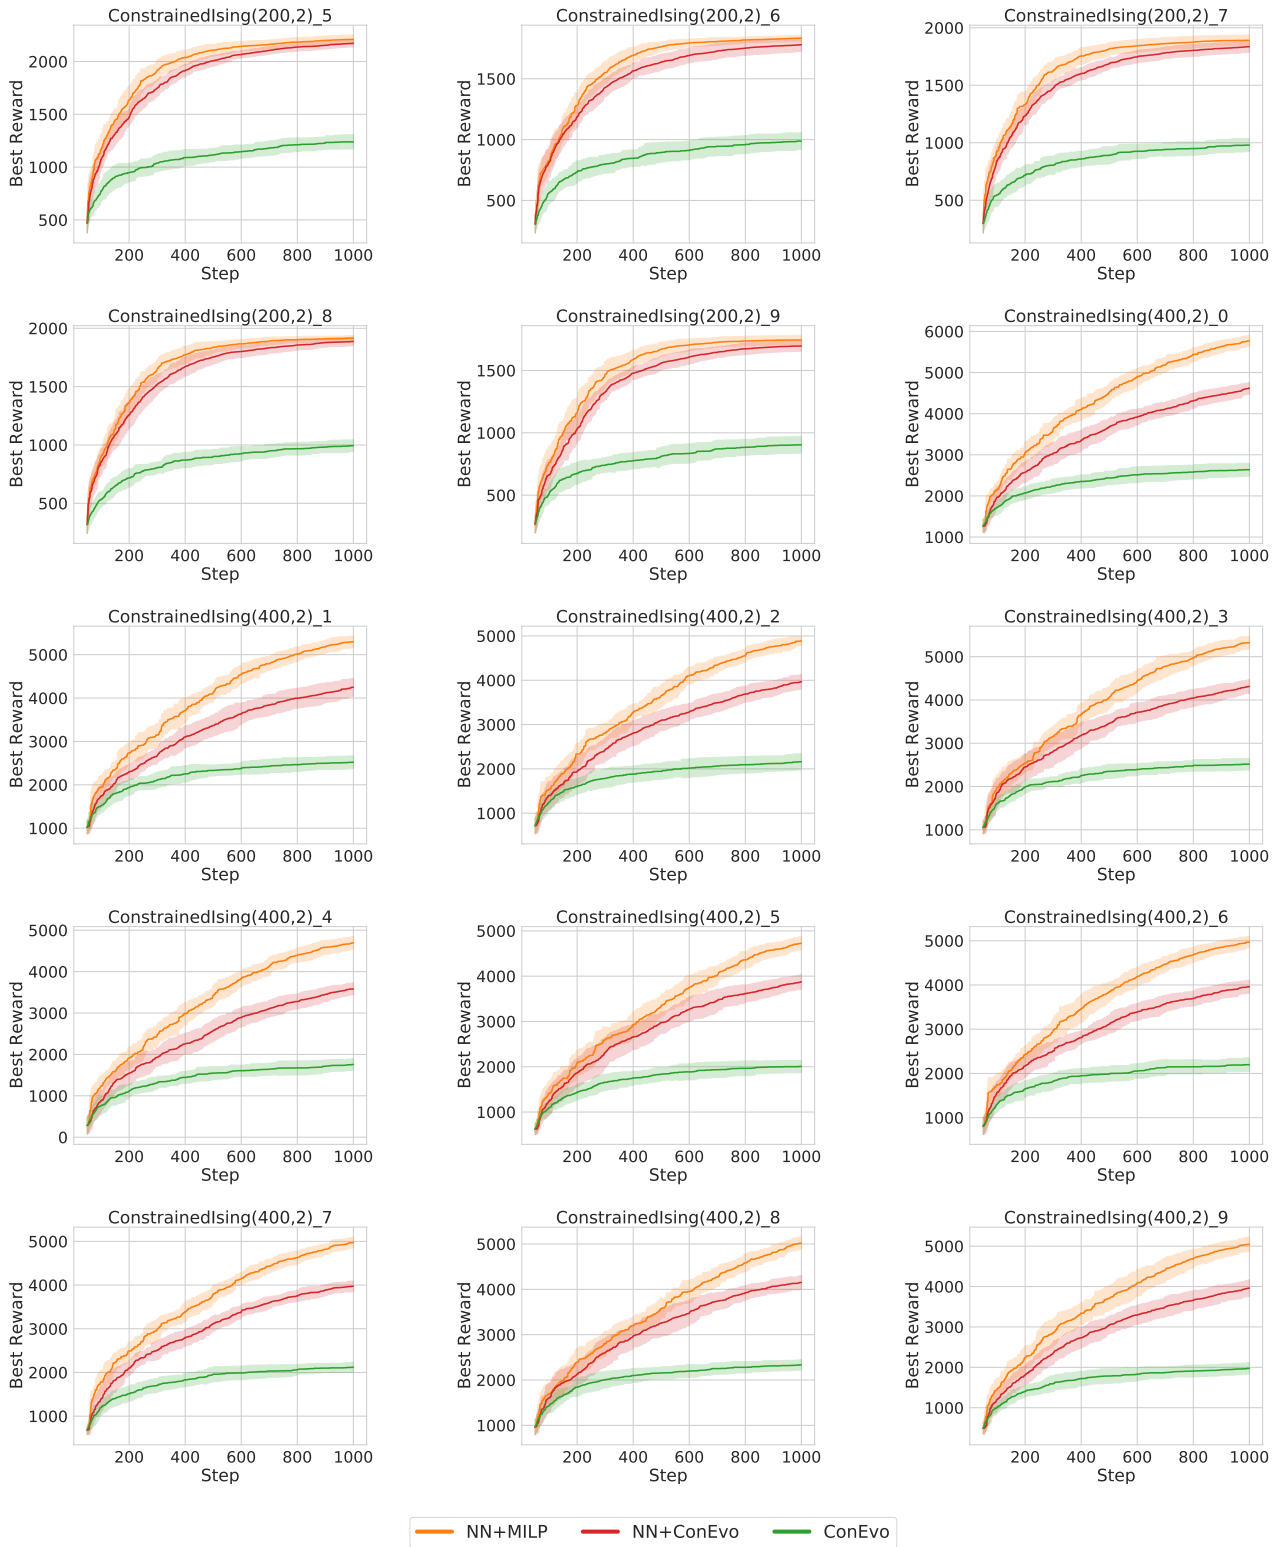 ConstrainedIsing(200,2)_5
Best Reward
2000
1500
1000
500
200 400 600 800 1000
Step
ConstrainedIsing(200,2)_6
Best Reward
1500
1000
500
200 400 600 800 1000
Step
ConstrainedIsing(200,2)_7
Best Reward
2000
1500
1000
500
200 400 600 800 1000
Step
ConstrainedIsing(200,2)_8
Best Reward
2000
1500
1000
500
200 400 600 800 1000
Step
ConstrainedIsing(200,2)_9
Best Reward
1500
1000
500
200 400 600 800 1000
Step
ConstrainedIsing(400,2)_0
Best Reward
6000
5000
4000
3000
2000
1000
200 400 600 800 1000
Step
ConstrainedIsing(400,2)_1
Best Reward
5000
4000
3000
2000
1000
200 400 600 800 1000
Step
ConstrainedIsing(400,2)_2
Best Reward
5000
4000
3000
2000
1000
200 400 600 800 1000
Step
ConstrainedIsing(400,2)_3
Best Reward
5000
4000
3000
2000
1000
200 400 600 800 1000
Step
ConstrainedIsing(400,2)_4
Best Reward
5000
4000
3000
2000
1000
0
200 400 600 800 1000
Step
ConstrainedIsing(400,2)_5
Best Reward
5000
4000
3000
2000
1000
200 400 600 800 1000
Step
ConstrainedIsing(400,2)_6
Best Reward
5000
4000
3000
2000
1000
200 400 600 800 1000
Step
ConstrainedIsing(400,2)_7
Best Reward
5000
4000
3000
2000
1000
200 400 600 800 1000
Step
ConstrainedIsing(400,2)_8
Best Reward
5000
4000
3000
2000
1000
200 400 600 800 1000
Step
ConstrainedIsing(400,2)_9
Best Reward
5000
4000
3000
2000
1000
200 400 600 800 1000
Step
NN+MILP NN+ConEvo ConEvo